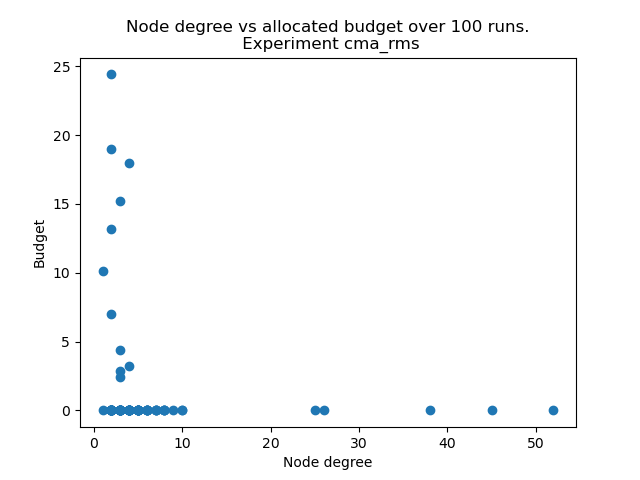 Node degree vs allocated budget over 100 runs.
Experiment cma_rms
25
20
15
10
5
0
Budget
0 10 20 30 40 50
Node degree